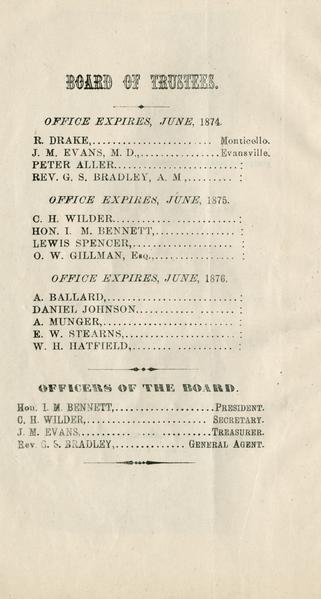 BOARD OF TRUSTEES.
OFFICE EXPIRES, JUNE, 1874.
R. DRAKE,........................ Monticello.
J. M. EVANS, M. D.,................Evansville.
PETER ALLER......................... :
REV. G. S. BRADLEY, A. M,......... :
OFFICE EXPIRES, JUNE, 1875.
C. H. WILDER......................... :
HON. I. M. BENNETT,................ :
LEWIS SPENCER,..................... :
O. W. GILLMAN, Esq.,................ :
OFFICE EXPIRES, JUNE, 1876.
A. BALLARD,.......................... :
DANIEL JOHNSON..................... :
A. MUNGER,........................... :
E. W. STEARNS,....................... :
W. H. HATFIELD,..................... :
OFFICERS OF THE BOARD.
Hon. I. M. BENNETT,...................PRESIDENT.
C. H. WILDER,......................... SECRETARY.
J. M. EVANS,.......... ... ...........TREASURER.
Rev. G. S. BRADLEY,............ GENERAL AGENT.